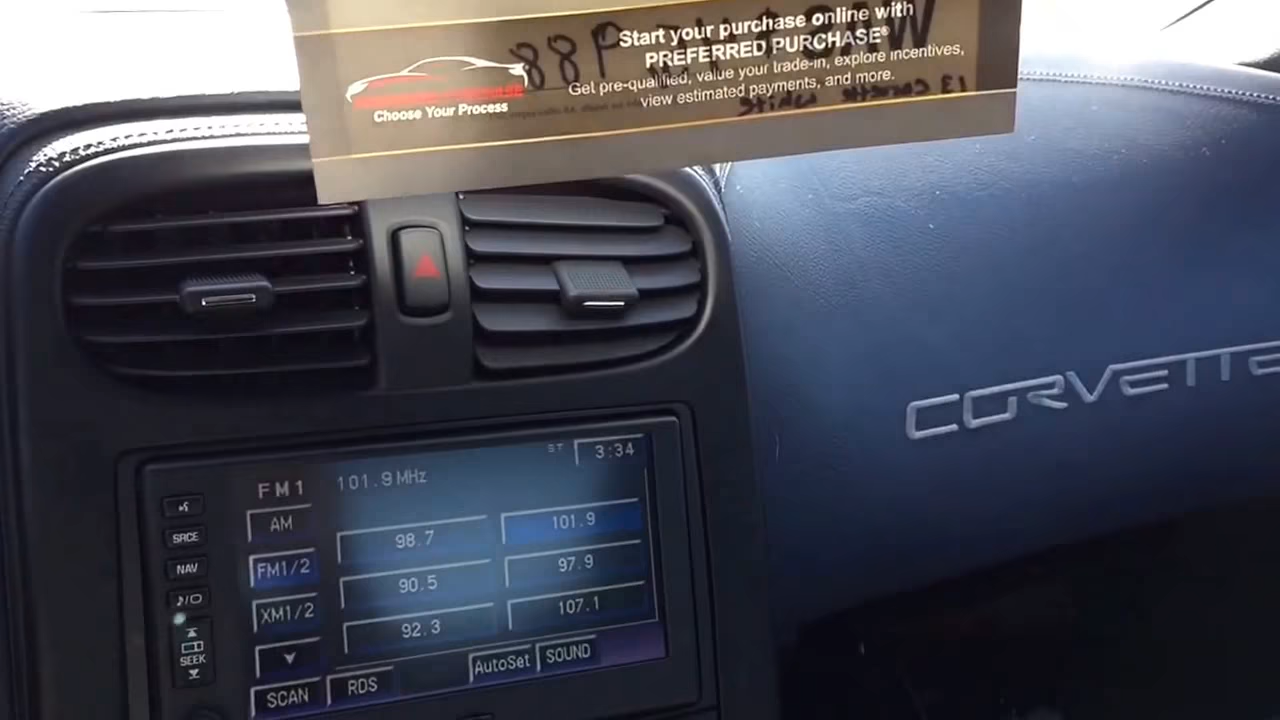 Start your purchase online with
PREFERRED PURCHASE®
Get pre-qualified, value your trade-in, explore incentives,
view estimated payments, and more.
Choose Your Process
CORVETTE
ST 3:34
FM1 101.9 MHz
AM
98.7 101.9
SRCE
FM1/2
90.5 97.9
NAV
XM1/2
92.3 107.1
SEEK
AutoSet SOUND
SCAN RDS